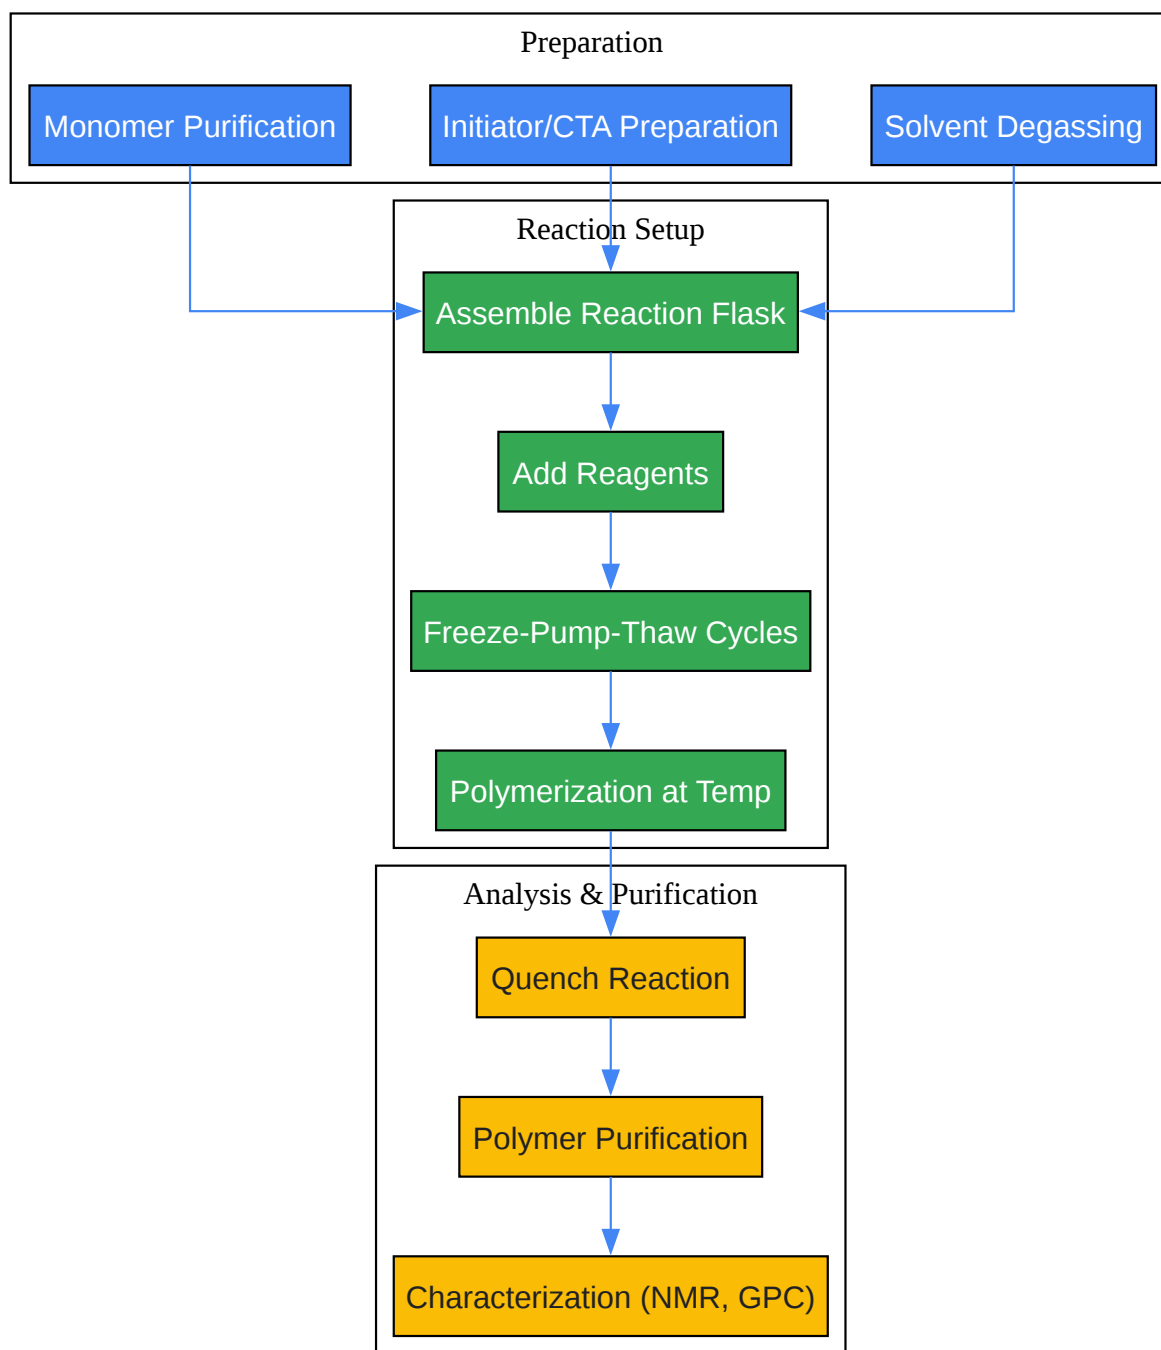 Preparation
Monomer Purification
Initiator/CTA Preparation
Solvent Degassing
Reaction Setup
Assemble Reaction Flask
Add Reagents
Freeze-Pump-Thaw Cycles
Polymerization at Temp
Analysis & Purification
Quench Reaction
Polymer Purification
Characterization (NMR, GPC)